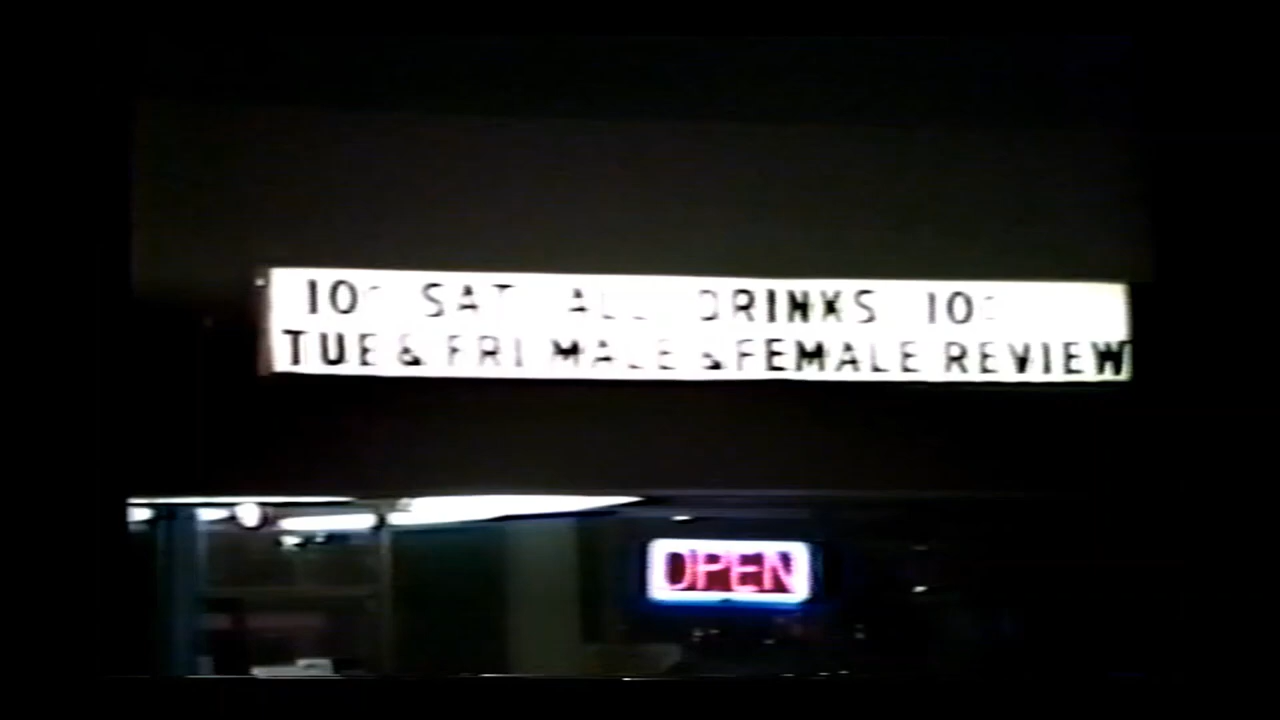 10¢ SAT ALL DRINKS 10¢
TUE & FRI MALE & FEMALE REVIEW
OPEN